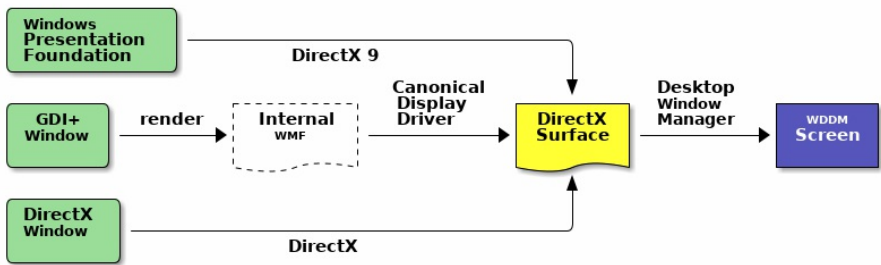 Windows
Presentation
Foundation
DirectX 9
GDI+
Window
render
Internal
WMF
Canonical
Display
Driver
DirectX
Surface
Desktop
Window
Manager
WDDM
Screen
DirectX
Window
DirectX